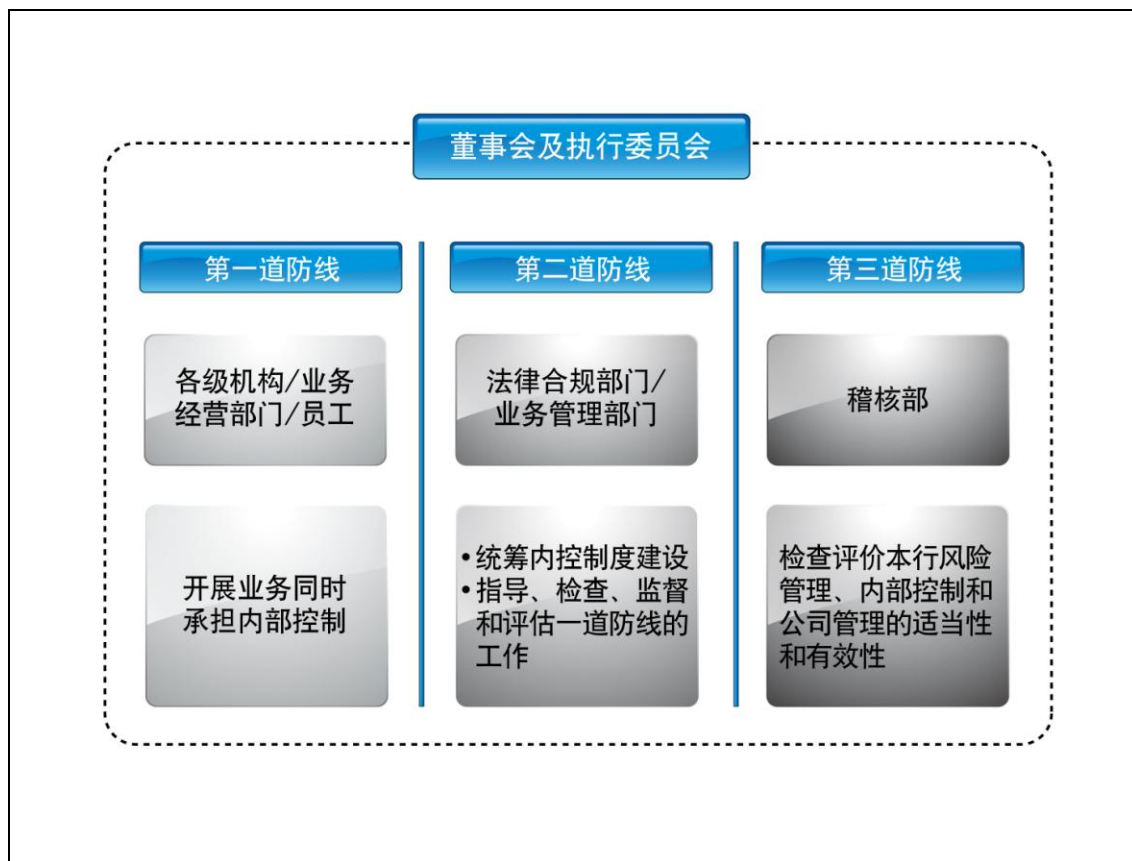 董事会及执行委员会
第一道防线
第二道防线
第三道防线
各级机构/业务
经营部门/员工
法律合规部门/
业务管理部门
稽核部
开展业务同时
承担内部控制
•统筹内控制度建设
•指导、检查、监督
和评估一道防线的
工作
检查评价本行风险
管理、内部控制和
公司管理的适当性
和有效性